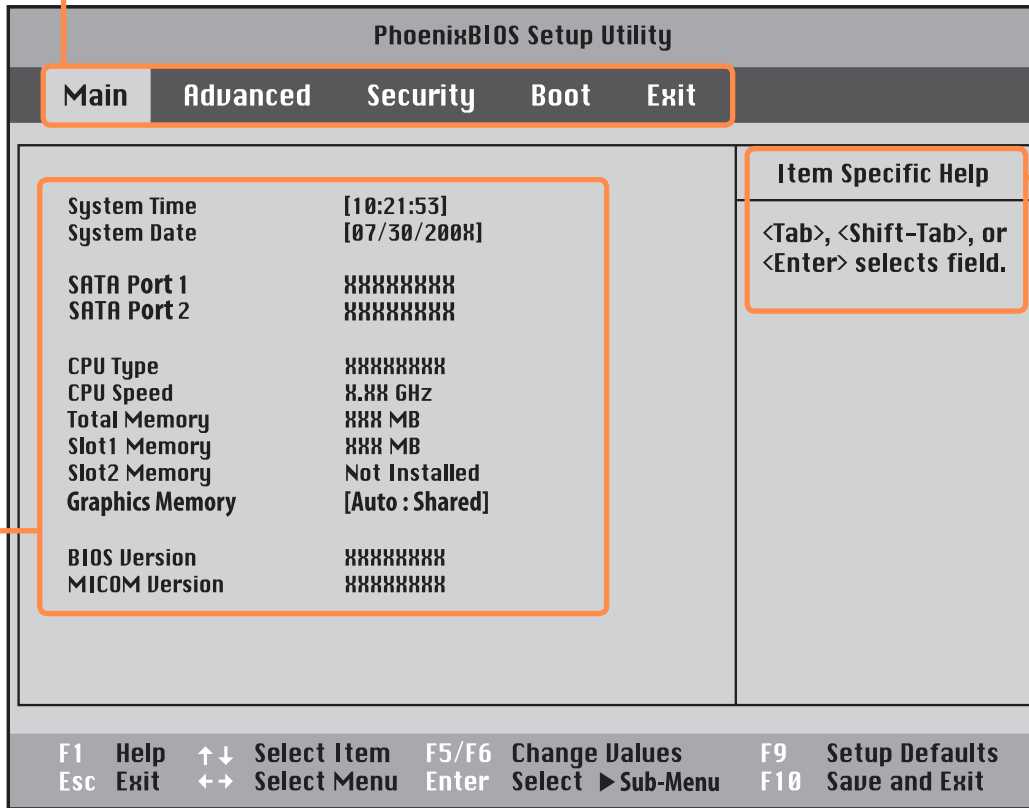 PhoenixBIOS Setup Utility
Main Advanced Security Boot Exit
System Time [10:21:53]
System Date [07/30/200X]
SATA Port 1 XXXXXXXX
SATA Port 2 XXXXXXXX
CPU Type XXXXXXXX
CPU Speed X.XX GHz
Total Memory XXX MB
Slot1 Memory XXX MB
Slot2 Memory Not Installed
Graphics Memory [Auto : Shared]
BIOS Version XXXXXXXX
MICOM Version XXXXXXXX
Item Specific Help
<Tab>, <Shift-Tab>, or
<Enter> selects field.
F1 Help ↑↓ Select Item F5/F6 Change Values F9 Setup Defaults
Esc Exit ←→ Select Menu Enter Select ▶ Sub-Menu F10 Save and Exit